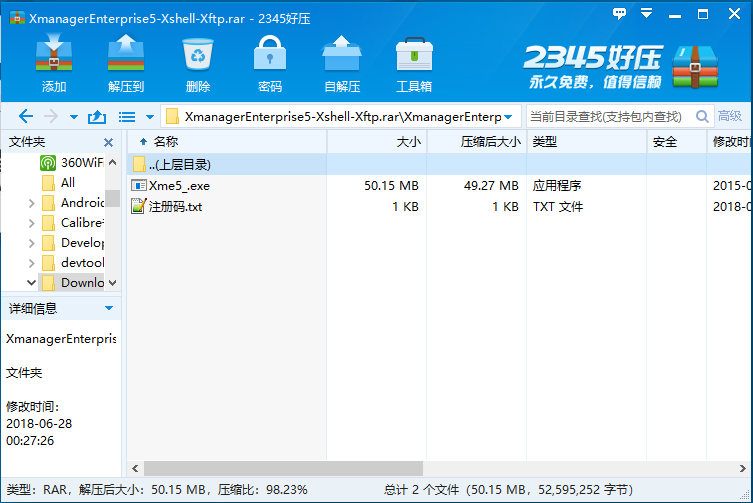 XmanagerEnterprise5-Xshell-Xftp.rar - 2345好压
添加 解压到 删除 密码 自解压 工具箱
2345好压
永久免费，值得信赖
XmanagerEnterprise5-Xshell-Xftp.rar\XmanagerEnterp 当前目录查找(支持包内查找) 高级
文件夹 名称 大小 压缩后大小 类型 安全 修改时间
..(上层目录)
Xme5_.exe 50.15 MB 49.27 MB 应用程序 2015-0
注册码.txt 1 KB 1 KB TXT 文件 2018-0
360WiF
All
Android
Calibre
Develop
devtool
Downlo
详细信息
XmanagerEnterpris
文件夹
修改时间：
2018-06-28
00:27:26
类型：RAR，解压后大小：50.15 MB，压缩比：98.23% 总计 2 个文件（50.15 MB，52,595,252 字节）